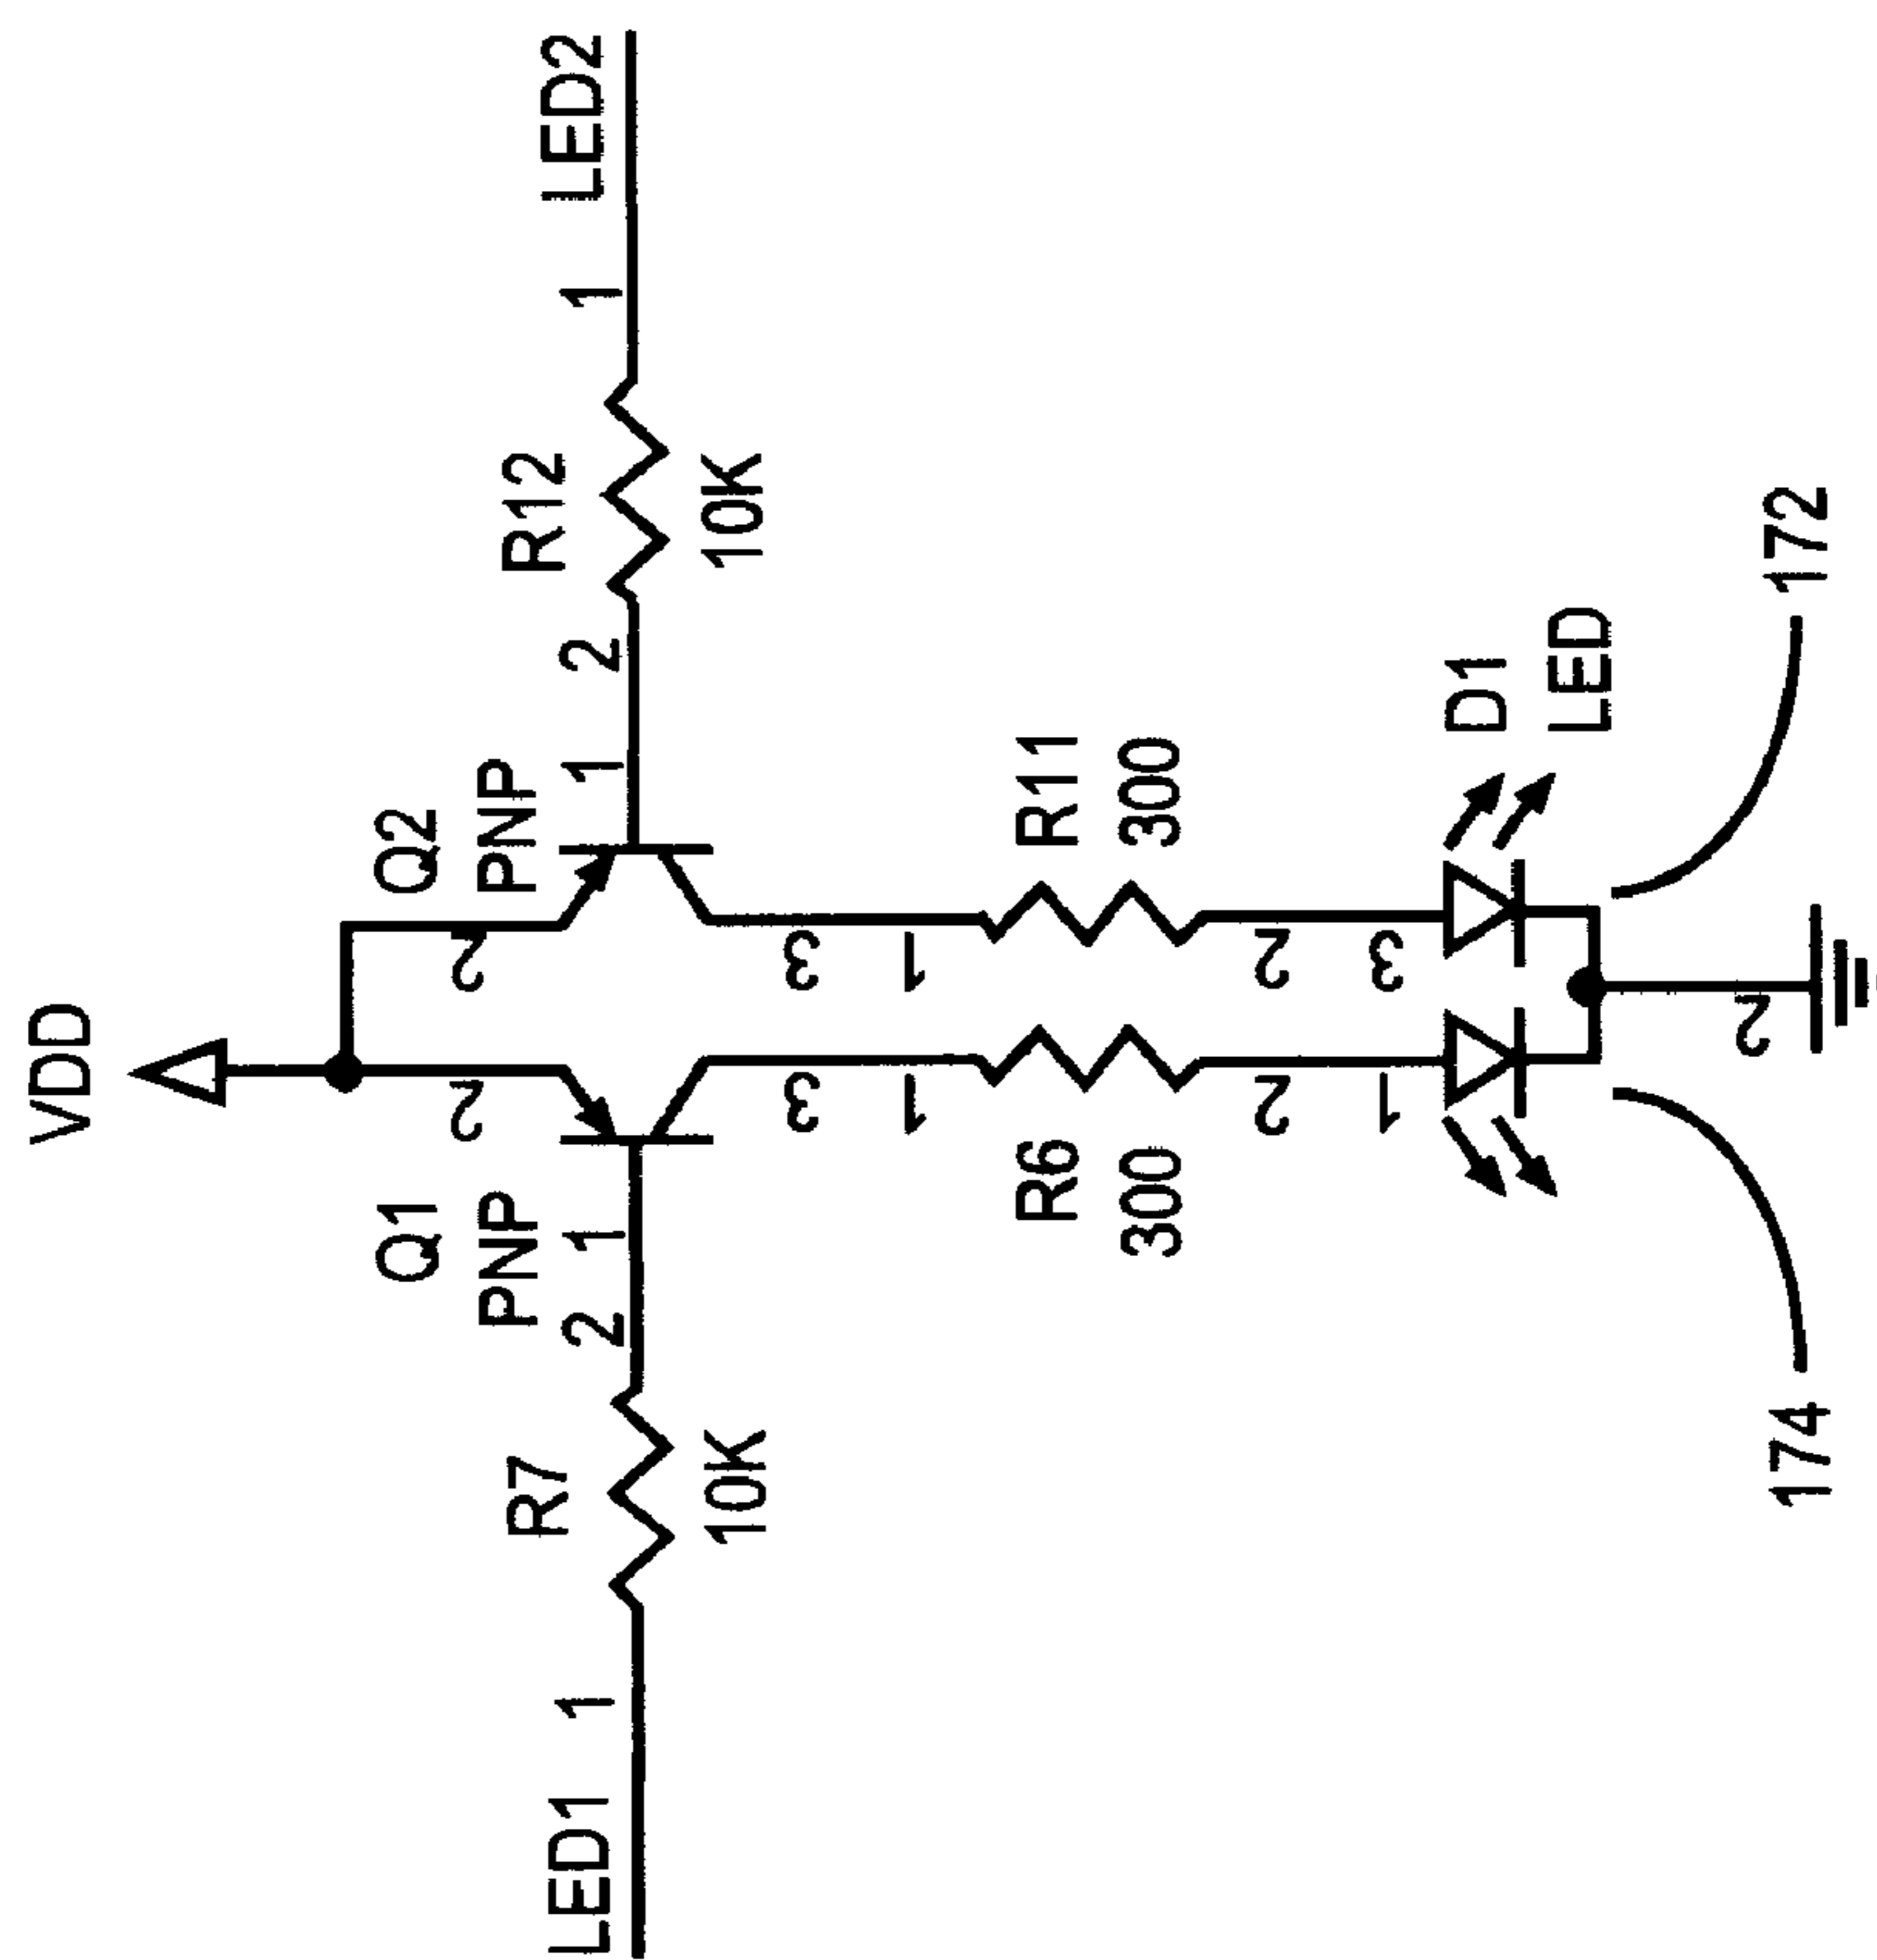 VDD
Q1 Q2
2 2
PNP PNP
R7 R12
LED1 1 2 1 1 2 1 LED2
10K 10K
3 3
1 1
R6 R11
300 300
2 2
1 3
D1
LED
2
174 172